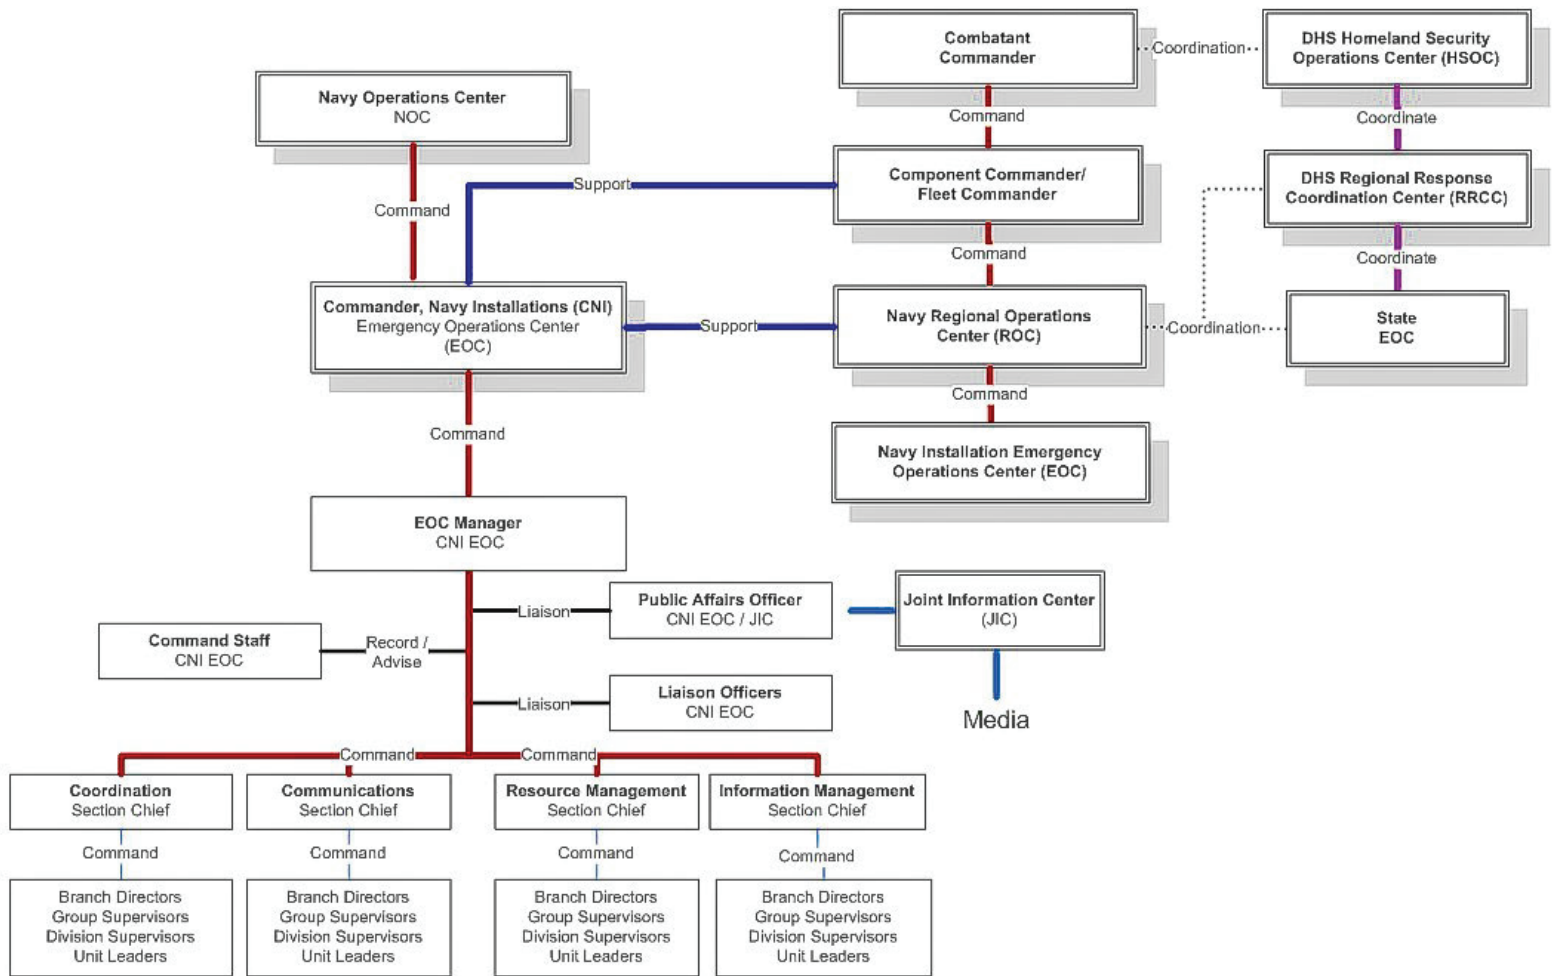 Combatant
Commander
Coordination
DHS Homeland Security
Operations Center (HSOC)
Navy Operations Center
NOC
Command
Coordinate
Support
Component Commander/
Fleet Commander
DHS Regional Response
Coordination Center (RRCC)
Command
Command
Coordinate
Commander, Navy Installations (CNI)
Emergency Operations Center
(EOC)
Support
Navy Regional Operations
Center (ROC)
Coordination
State
EOC
Command
Command
Navy Installation Emergency
Operations Center (EOC)
EOC Manager
CNI EOC
Liaison
Public Affairs Officer
CNI EOC / JIC
Joint Information Center
(JIC)
Command Staff
CNI EOC
Record /
Advise
Liaison
Liaison Officers
CNI EOC
Media
Command
Command
Coordination
Section Chief
Communications
Section Chief
Resource Management
Section Chief
Information Management
Section Chief
Command
Command
Command
Command
Branch Directors
Group Supervisors
Division Supervisors
Unit Leaders
Branch Directors
Group Supervisors
Division Supervisors
Unit Leaders
Branch Directors
Group Supervisors
Division Supervisors
Unit Leaders
Branch Directors
Group Supervisors
Division Supervisors
Unit Leaders